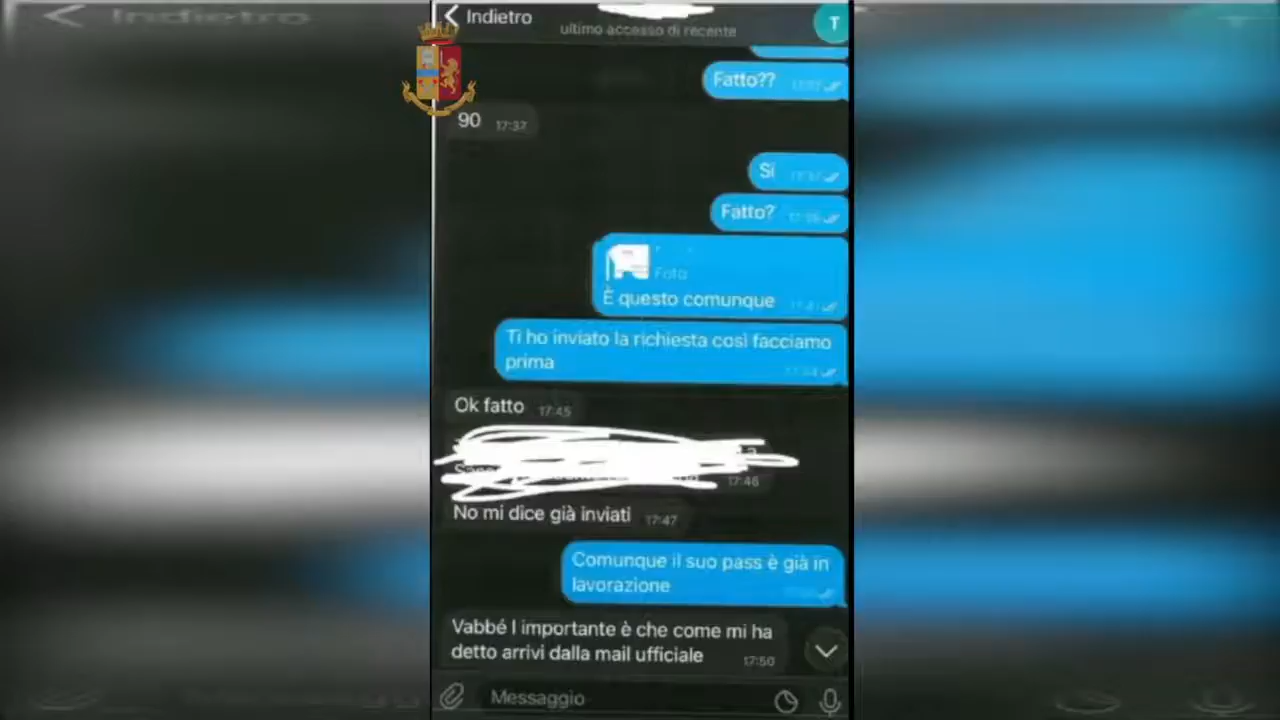 Indietro
Indietro
ultimo accesso di recente
T
Fatto??
90 17:37
Sì
Fatto?
Foto
È questo comunque
Ti ho inviato la richiesta così facciamo
prima
Ok fatto 17:45
17:46
No mi dice già inviati 17:47
Comunque il suo pass è già in
lavorazione
Vabbé l importante è che come mi ha
detto arrivi dalla mail ufficiale 17:50
Messaggio